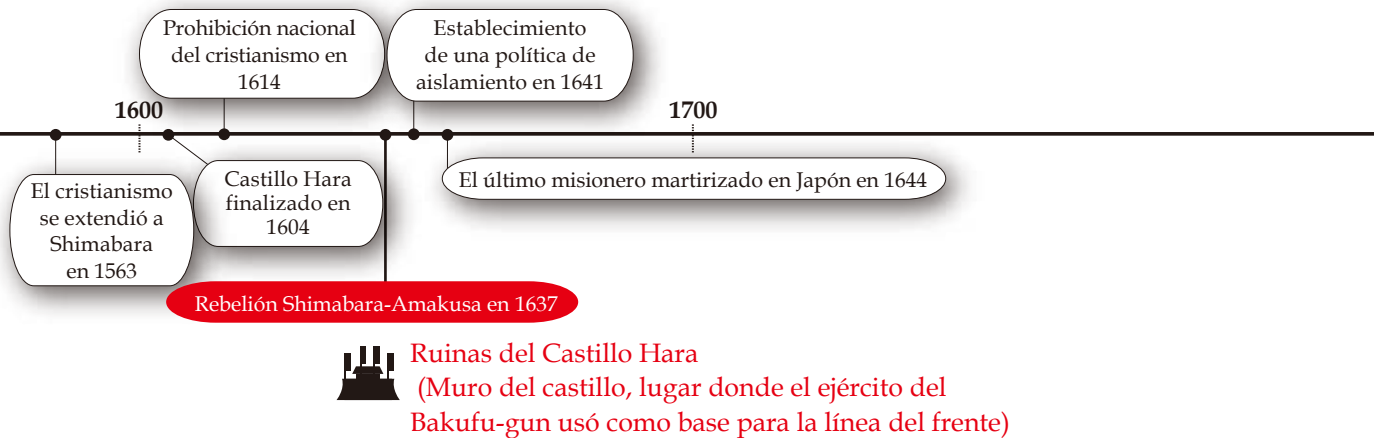 Prohibición nacional
del cristianismo en
1614
Establecimiento
de una política de
aislamiento en 1641
1600
1700
El cristianismo
se extendió a
Shimabara
en 1563
Castillo Hara
finalizado en
1604
El último misionero martirizado en Japón en 1644
Rebelión Shimabara-Amakusa en 1637
Ruinas del Castillo Hara
(Muro del castillo, lugar donde el ejército del
Bakufu-gun usó como base para la línea del frente)